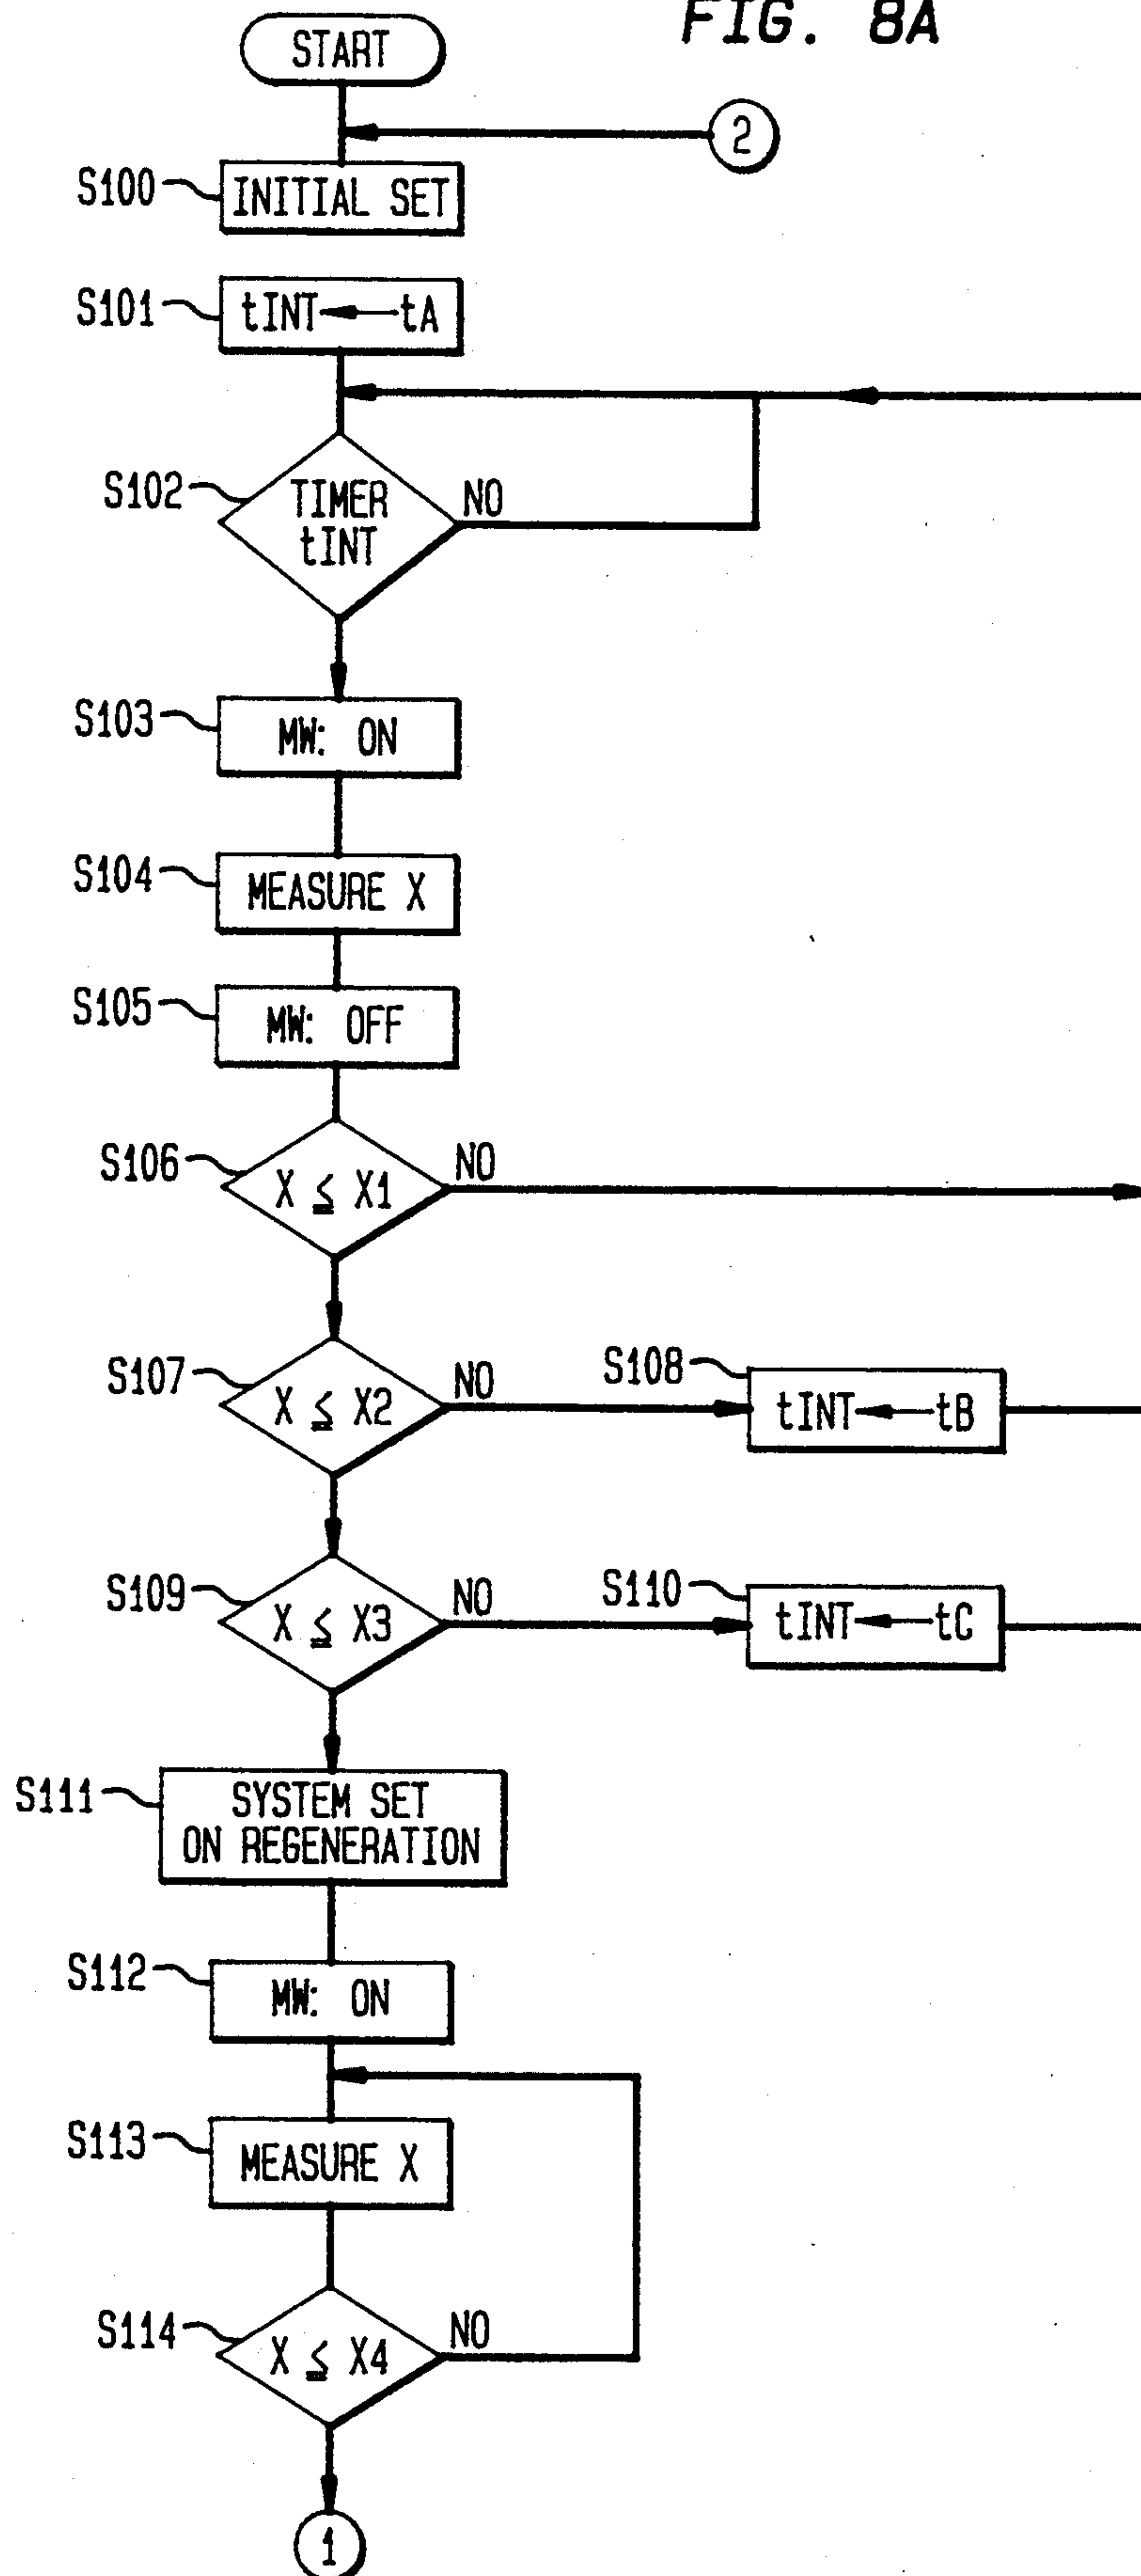 FIG. 8A
START
2
S100
INITIAL SET
S101
tINT ← tA
S102
TIMER
tINT
NO
S103
MW: ON
S104
MEASURE X
S105
MW: OFF
S106
X ≦ X1
NO
S107
X ≦ X2
NO
S108
tINT ← tB
S109
X ≦ X3
NO
S110
tINT ← tC
S111
SYSTEM SET
ON REGENERATION
S112
MW: ON
S113
MEASURE X
S114
X ≦ X4
NO
1